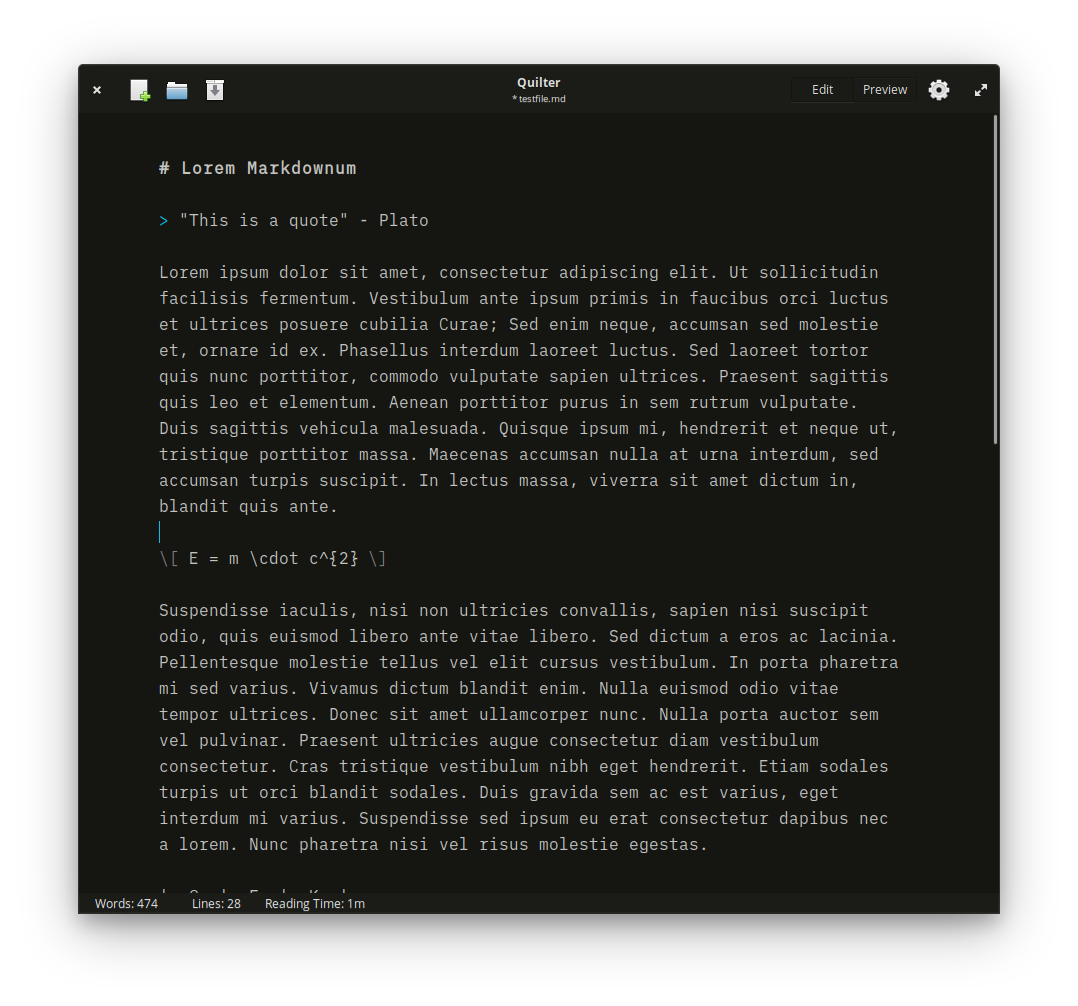 Quilter
* testfile.md
Edit Preview
# Lorem Markdownum
> "This is a quote" - Plato
Lorem ipsum dolor sit amet, consectetur adipiscing elit. Ut sollicitudin
facilisis fermentum. Vestibulum ante ipsum primis in faucibus orci luctus
et ultrices posuere cubilia Curae; Sed enim neque, accumsan sed molestie
et, ornare id ex. Phasellus interdum laoreet luctus. Sed laoreet tortor
quis nunc porttitor, commodo vulputate sapien ultrices. Praesent sagittis
quis leo et elementum. Aenean porttitor purus in sem rutrum vulputate.
Duis sagittis vehicula malesuada. Quisque ipsum mi, hendrerit et neque ut,
tristique porttitor massa. Maecenas accumsan nulla at urna interdum, sed
accumsan turpis suscipit. In lectus massa, viverra sit amet dictum in,
blandit quis ante.
\[ E = m \cdot c^{2} \]
Suspendisse iaculis, nisi non ultricies convallis, sapien nisi suscipit
odio, quis euismod libero ante vitae libero. Sed dictum a eros ac lacinia.
Pellentesque molestie tellus vel elit cursus vestibulum. In porta pharetra
mi sed varius. Vivamus dictum blandit enim. Nulla euismod odio vitae
tempor ultrices. Donec sit amet ullamcorper nunc. Nulla porta auctor sem
vel pulvinar. Praesent ultricies augue consectetur diam vestibulum
consectetur. Cras tristique vestibulum nibh eget hendrerit. Etiam sodales
turpis ut orci blandit sodales. Duis gravida sem ac est varius, eget
interdum mi varius. Suspendisse sed ipsum eu erat consectetur dapibus nec
a lorem. Nunc pharetra nisi vel risus molestie egestas.
Words: 474 Lines: 28 Reading Time: 1m